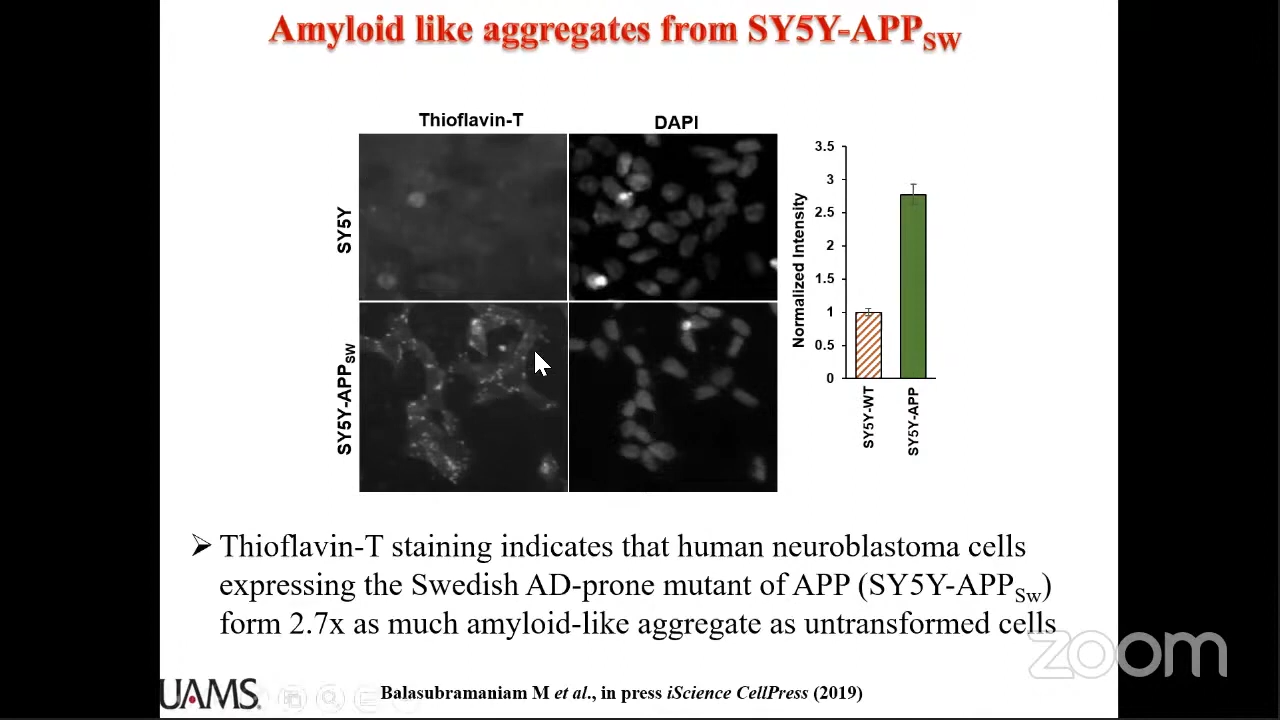 Amyloid like aggregates from SY5Y-APPSW
Thioflavin-T
DAPI
SY5Y
SY5Y-APPSW
Normalized Intensity
3.5
3
2.5
2
1.5
1
0.5
0
SY5Y-WT
SY5Y-APP
➢ Thioflavin-T staining indicates that human neuroblastoma cells
expressing the Swedish AD-prone mutant of APP (SY5Y-APPSw)
form 2.7x as much amyloid-like aggregate as untransformed cells
zoom
UAMS.
Balasubramaniam M et al., in press iScience CellPress (2019)